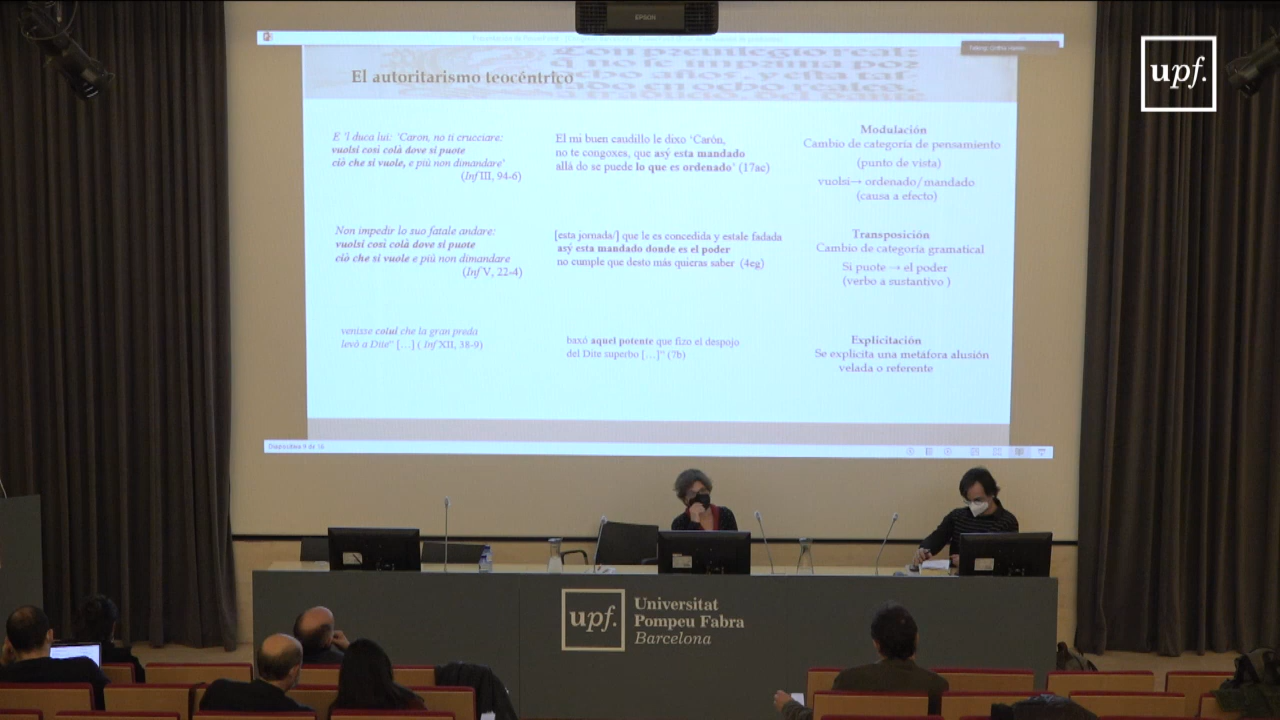 EPSON
upf.
El autoritarismo teocéntrico
E 'l duca lui: 'Caron, no ti crucciare:
vuolsi così colà dove si puote
ciò che si vuole, e più non dimandare'
(Inf III, 94-6)
El mi buen caudillo le dixo 'Carón,
no te congoxes, que asý esta mandado
allá do se puede lo que es ordenado' (17ac)
Modulación
Cambio de categoría de pensamiento
(punto de vista)
vuolsi→ ordenado/mandado
(causa a efecto)
Non impedir lo suo fatale andare:
vuolsi così colà dove si puote
ciò che si vuole e più non dimandare
(Inf V, 22-4)
[esta jornada/] que le es concedida y estale fadada
asý esta mandado donde es el poder
no cumple que desto más quieras saber (4eg)
Transposición
Cambio de categoría gramatical
Si puote → el poder
(verbo a sustantivo )
venisse colui che la gran preda
levò a Dite" […] ( Inf XII, 38-9)
baxó aquel potente que fizo el despojo
del Dite superbo […]" (7b)
Explicitación
Se explicita una metáfora alusión
velada o referente
Diapositiva 9 de 16
upf.
Universitat
Pompeu Fabra
Barcelona